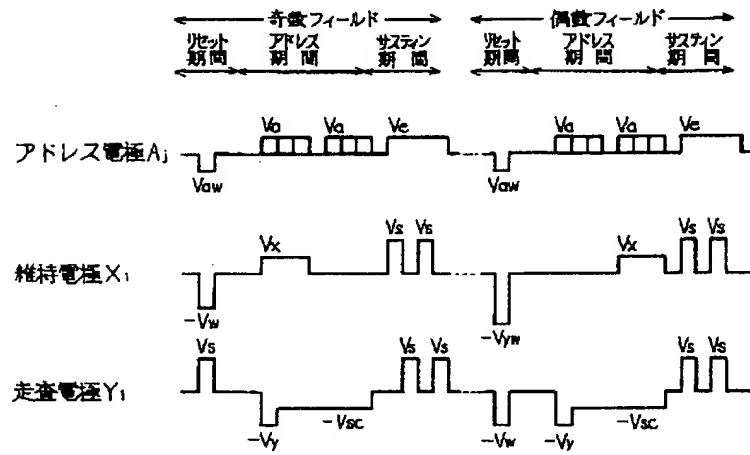 奇数フィールド 偶数フィールド
リセット期間 アドレス期間 サスティン期間 リセット期間 アドレス期間 サスティン期間
Va Va Ve Va Va Ve
アドレス電極Aj
Vaw Vaw
Vx Vs Vs Vx Vs Vs
維持電極Xi
-Vw -Vyw
Vs Vs Vs Vs Vs
走査電極Yi
-Vy -Vsc -Vw -Vy -Vsc